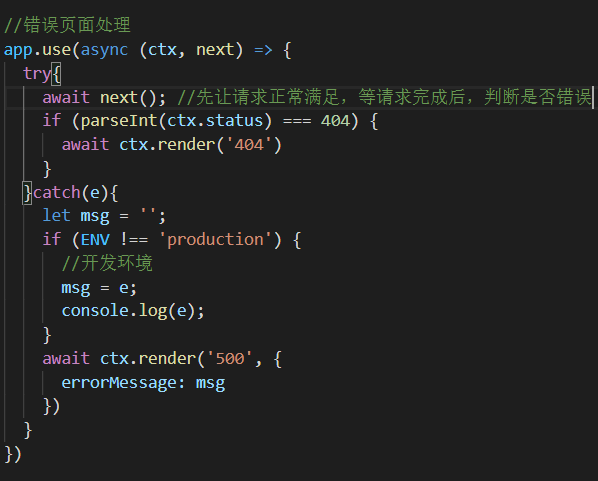 //错误页面处理
app.use(async (ctx, next) => {
  try{
    await next(); //先让请求正常满足，等请求完成后，判断是否错误
    if (parseInt(ctx.status) === 404) {
      await ctx.render('404')
    }
  }catch(e){
    let msg = '';
    if (ENV !== 'production') {
      //开发环境
      msg = e;
      console.log(e);
    }
    await ctx.render('500', {
      errorMessage: msg
    })
  }
})